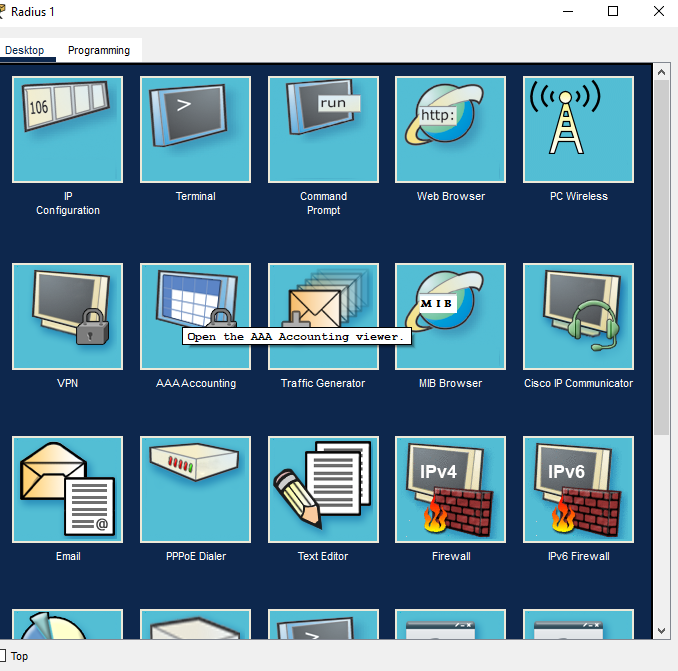 Radius 1
Desktop Programming
106
>
run
http:
IP
Configuration
Terminal
Command
Prompt
Web Browser
PC Wireless
MIB
Open the AAA Accounting viewer.
VPN
AAA Accounting
Traffic Generator
MIB Browser
Cisco IP Communicator
@
IPv4
IPv6
Email
PPPoE Dialer
Text Editor
Firewall
IPv6 Firewall
>
Top